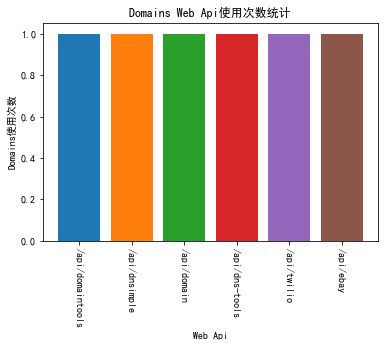 Domains Web Api使用次数统计
Domains使用次数
1.0
0.8
0.6
0.4
0.2
0.0
/api/domaintools
/api/dnsimple
/api/domain
/api/dns-tools
/api/twilio
/api/ebay
Web Api